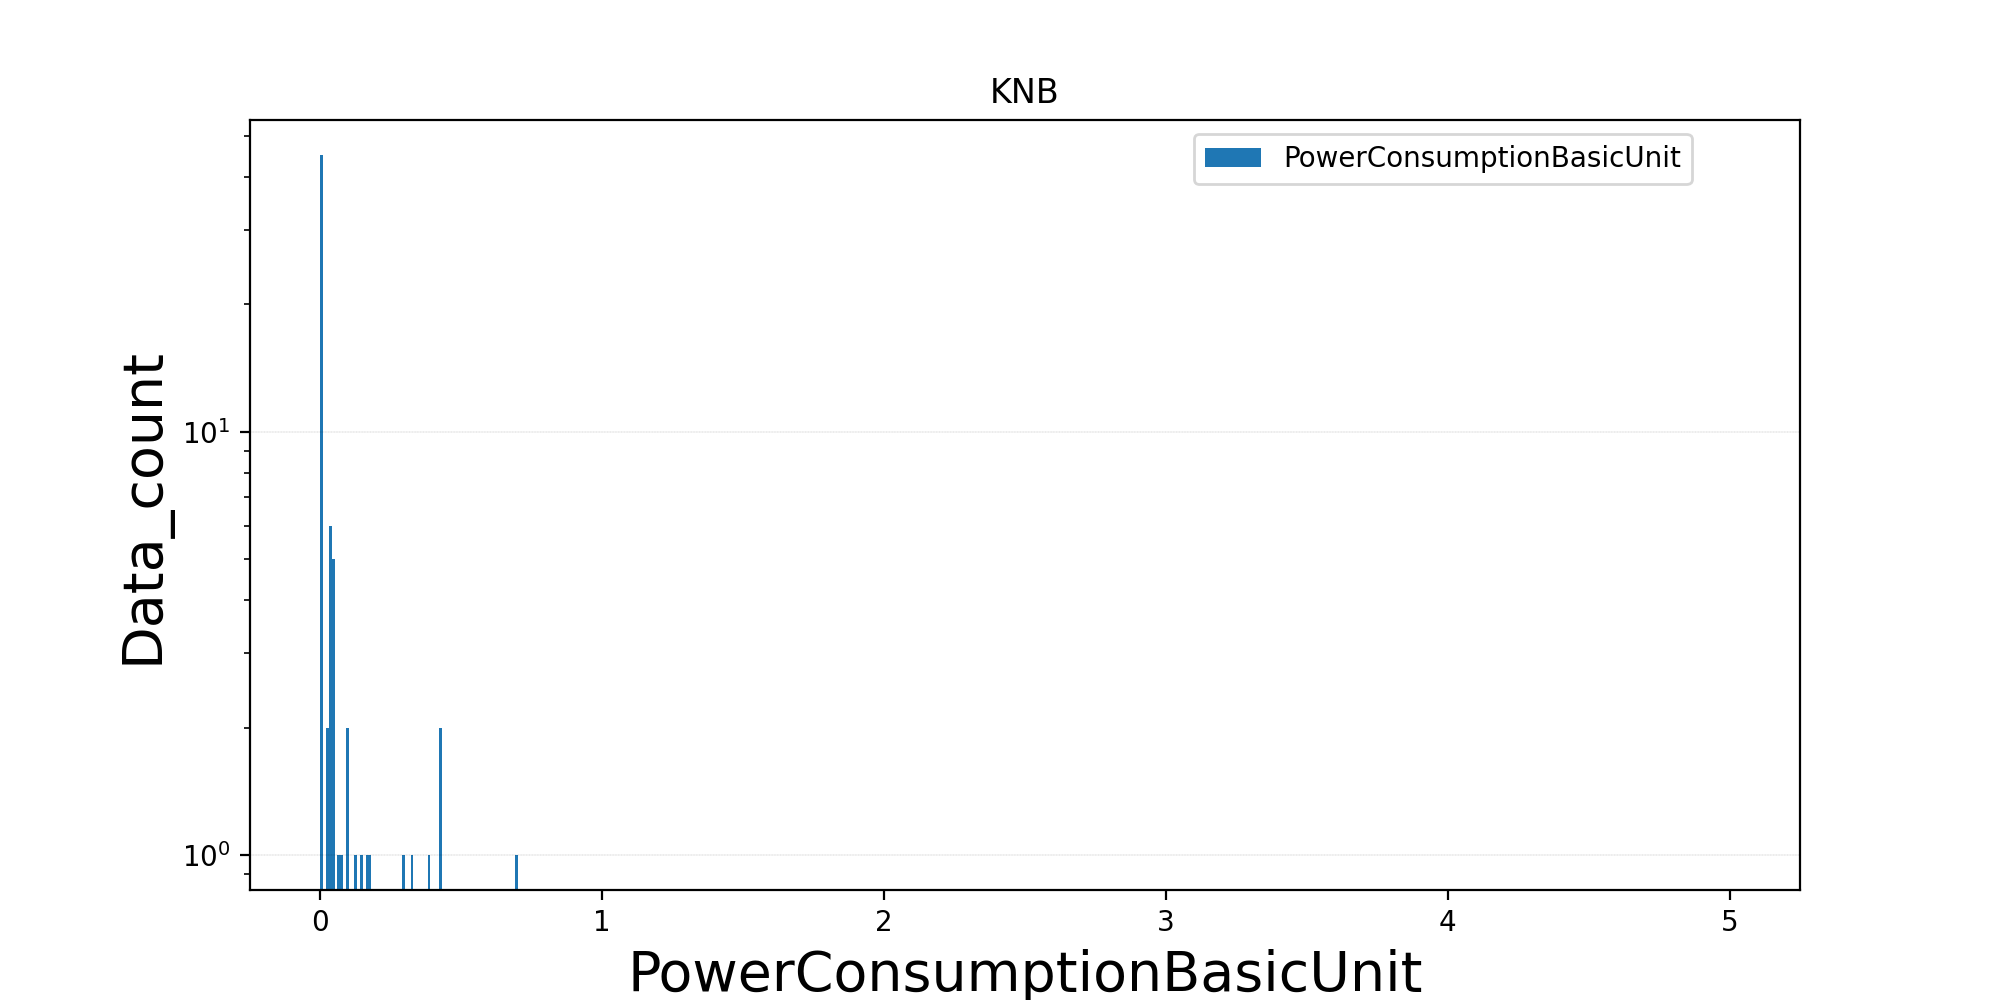 KNB
PowerConsumptionBasicUnit
Data_count
10¹
10⁰
0 1 2 3 4 5
PowerConsumptionBasicUnit